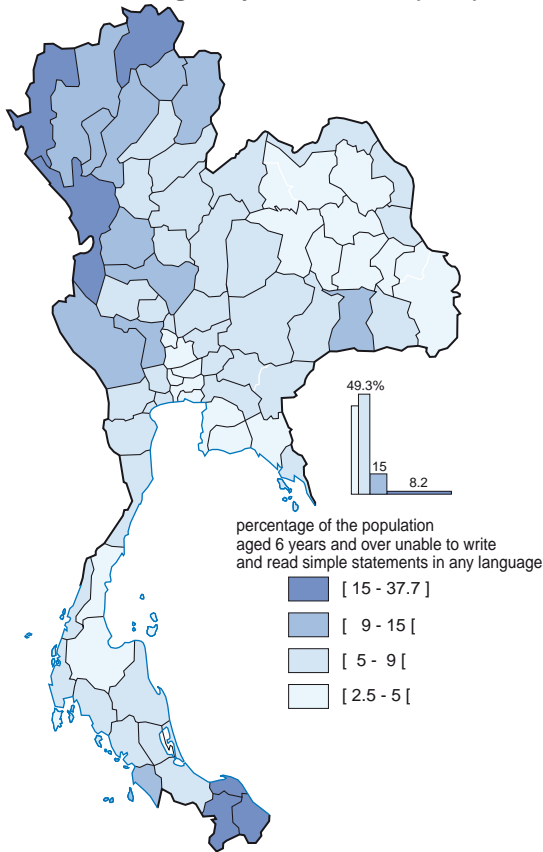 49.3%
15
8.2
percentage of the population
aged 6 years and over unable to write
and read simple statements in any language
[ 15 - 37.7 ]
[ 9 - 15 [
[ 5 - 9 [
[ 2.5 - 5 [